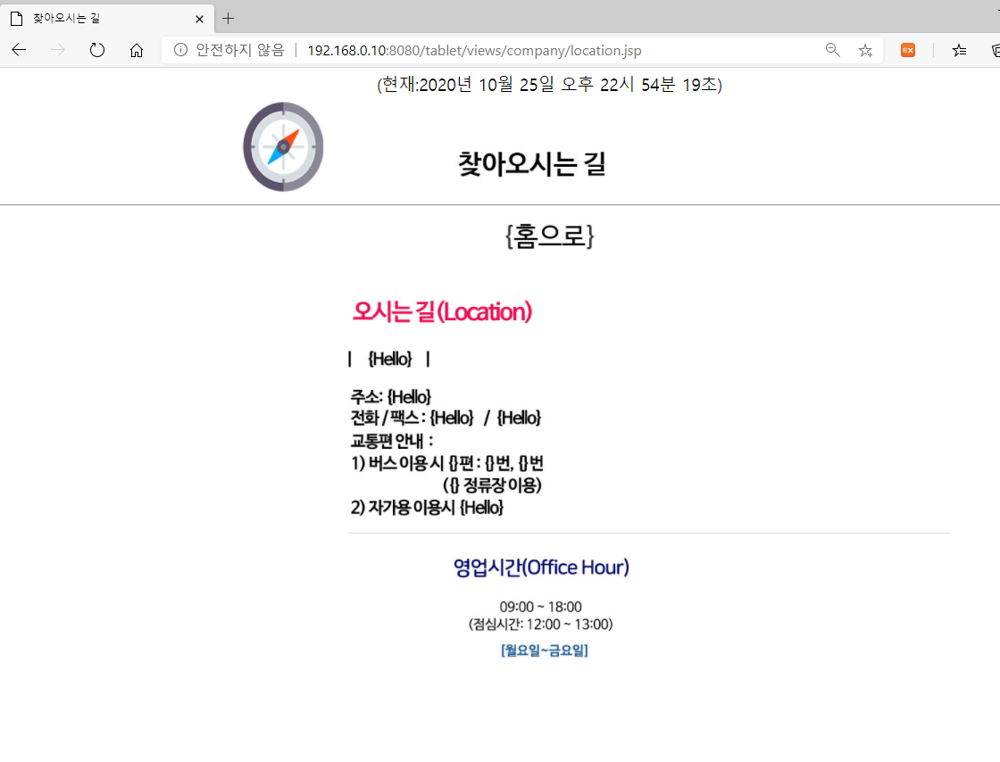 찾아오시는 길
안전하지 않음 192.168.0.10:8080/tablet/views/company/location.jsp
EX
(현재:2020년 10월 25일 오후 22시 54분 19초)
찾아오시는 길
{홈으로}
오시는 길(Location)
| {Hello} |
주소: {Hello}
전화 / 팩스 : {Hello} / {Hello}
교통편 안내 :
1) 버스 이용 시 {}편 : {}번, {}번
({} 정류장 이용)
2) 자가용 이용시 {Hello}
영업시간(Office Hour)
09:00 ~ 18:00
(점심시간: 12:00 ~ 13:00)
[월요일~금요일]